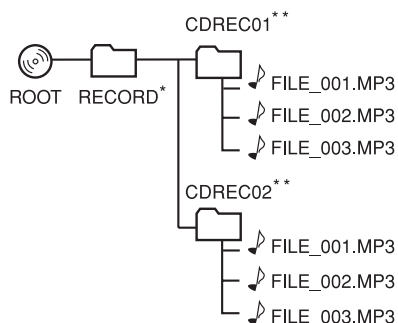 CDREC01**
ROOT RECORD*
FILE_001.MP3
FILE_002.MP3
FILE_003.MP3
CDREC02**
FILE_001.MP3
FILE_002.MP3
FILE_003.MP3